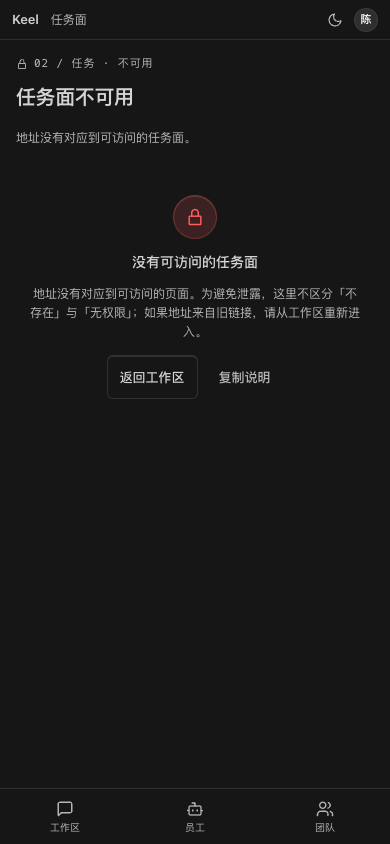 Keel 任务面 陈
02 / 任务 · 不可用
任务面不可用
地址没有对应到可访问的任务面。
没有可访问的任务面
地址没有对应到可访问的页面。为避免泄露，这里不区分「不
存在」与「无权限」；如果地址来自旧链接，请从工作区重新进
入。
返回工作区 复制说明
工作区 员工 团队